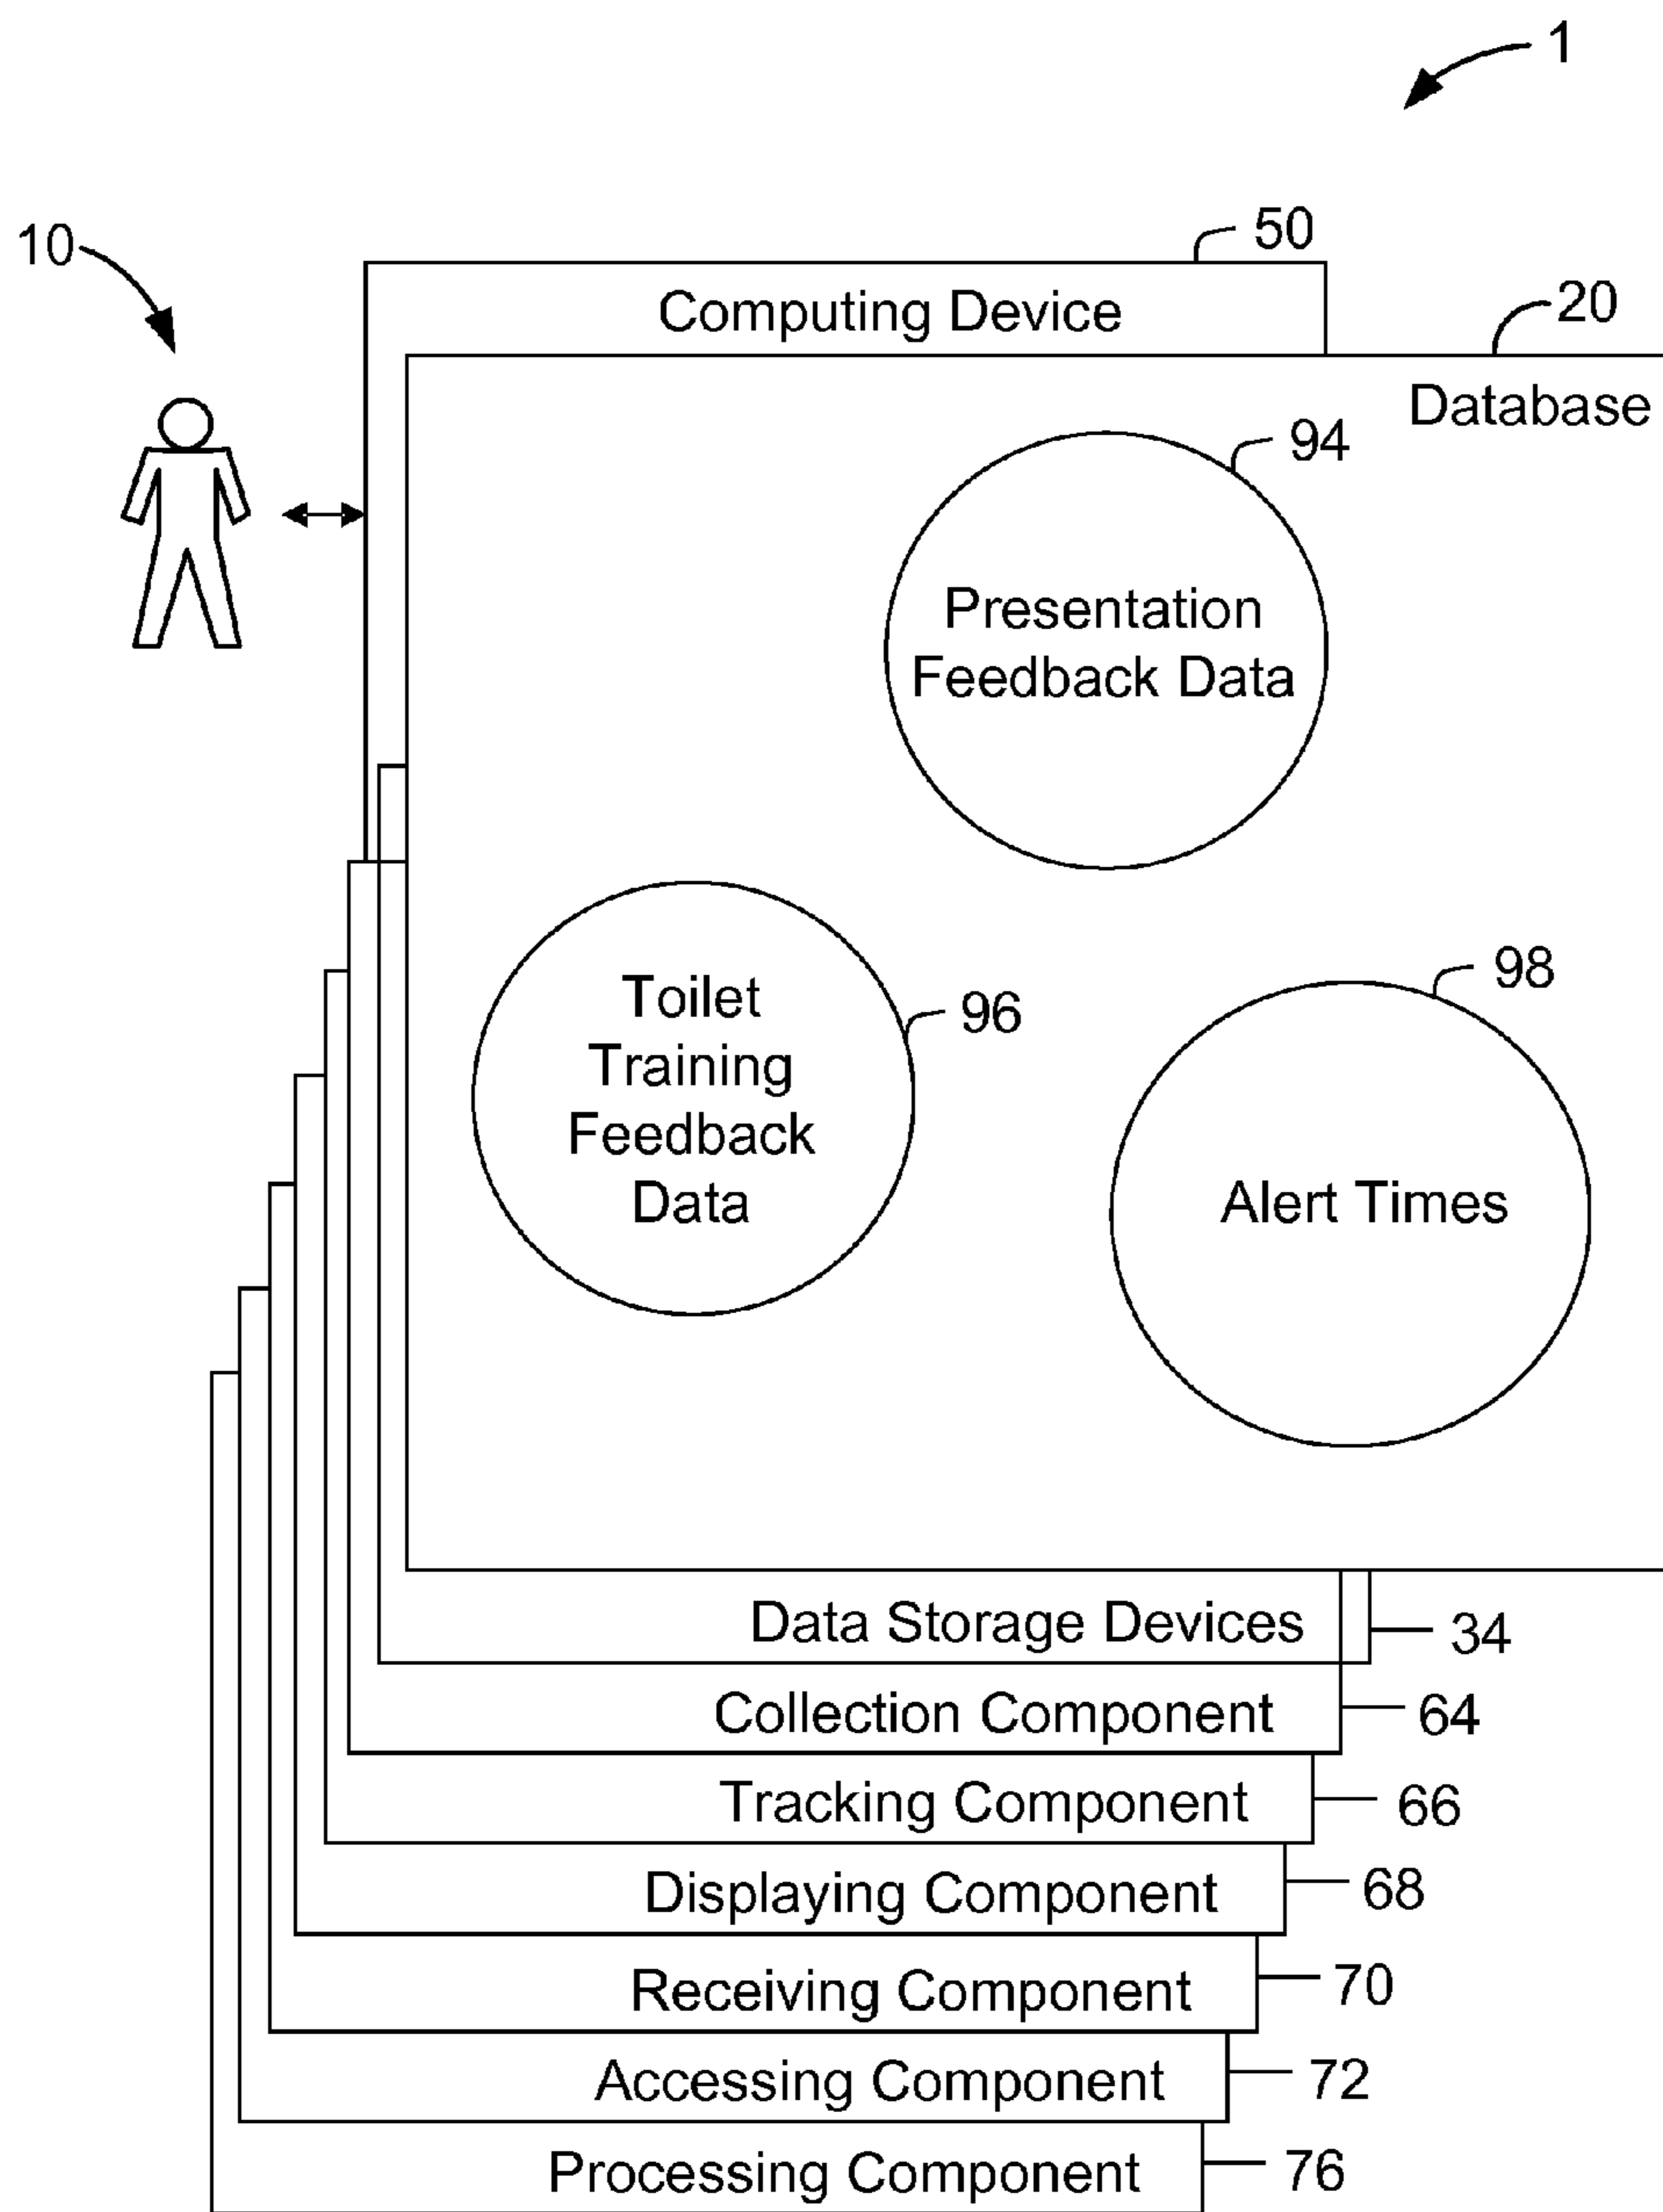 1
10
50
Computing Device
20
Database
94
Presentation
Feedback Data
96
Toilet
Training
Feedback
Data
98
Alert Times
Data Storage Devices
34
Collection Component
64
Tracking Component
66
Displaying Component
68
Receiving Component
70
Accessing Component
72
Processing Component
76